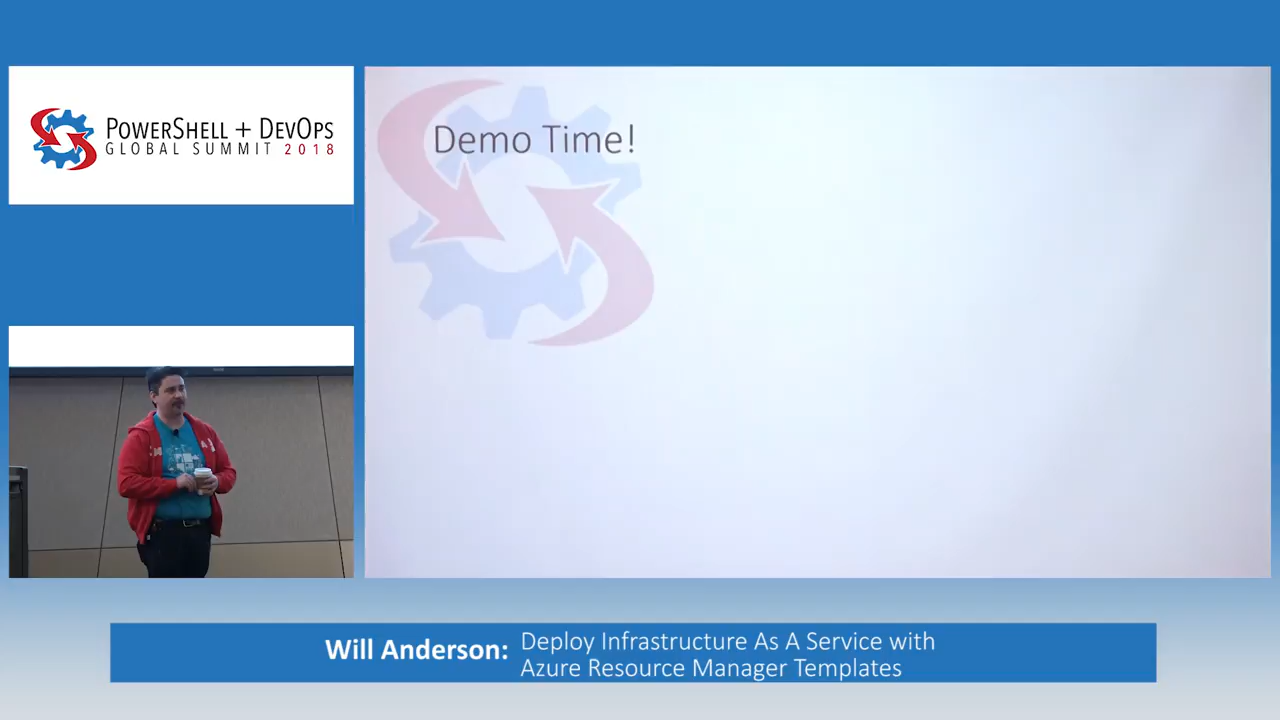 POWERSHELL + DEVOPS
GLOBAL SUMMIT 2018
Demo Time!
Will Anderson:
Deploy Infrastructure As A Service with
Azure Resource Manager Templates